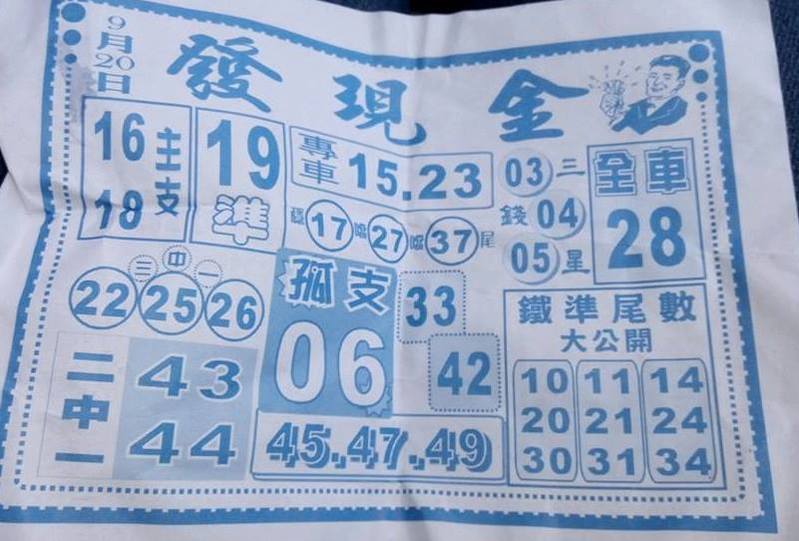 9月20日
發現金
16
18
主支
19
準
專車
15.23
03
04
05
三
錢
星
全車
28
17
27
37
尾
三中一
22
25
26
孤支
06
33
42
二中一
43
44
45.47.49
鐵準尾數
大公開
10 11 14
20 21 24
30 31 34